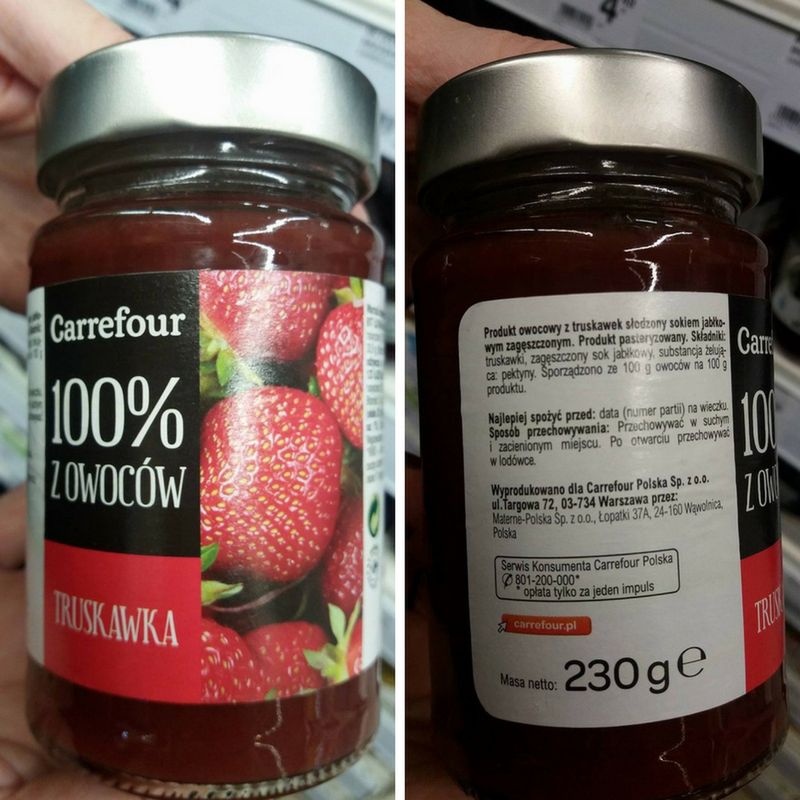 Carrefour
100%
Z OWOCÓW
TRUSKAWKA
Produkt owocowy z truskawek słodzony sokiem jabłko-
wym zagęszczonym. Produkt pasteryzowany. Składniki:
truskawki, zagęszczony sok jabłkowy, substancja żelują-
ca: pektyny. Sporządzono ze 100 g owoców na 100 g
produktu.
Najlepiej spożyć przed: data (numer partii) na wieczku.
Sposób przechowywania: Przechowywać w suchym
i zacienionym miejscu. Po otwarciu przechowywać
w lodówce.
Wyprodukowano dla Carrefour Polska Sp. z o.o.
ul.Targowa 72, 03-734 Warszawa przez:
Materne-Polska Sp. z o.o., Łopatki 37A, 24-160 Wąwolnica,
Polska
Serwis Konsumenta Carrefour Polska
801-200-000*
* opłata tylko za jeden impuls
carrefour.pl
Masa netto: 230 g e
Carre
100
Z OWO
TRUS